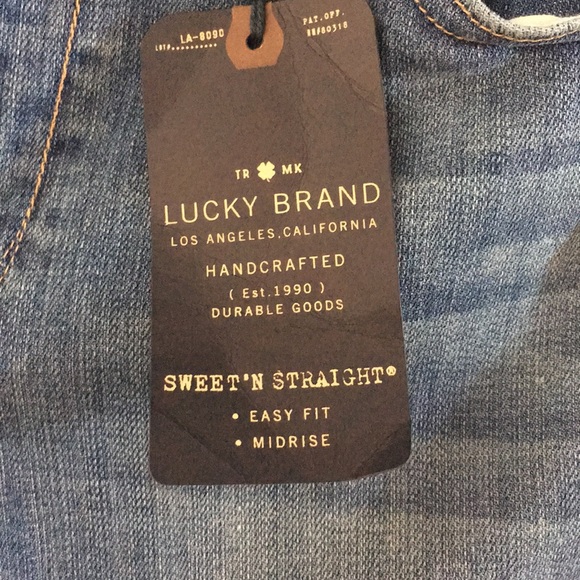 LA-8090
LOT#..........
PAT.OFF.
TR MK
LUCKY BRAND
LOS ANGELES,CALIFORNIA
HANDCRAFTED
( Est.1990 )
DURABLE GOODS
SWEET'N STRAIGHT®
• EASY FIT
• MIDRISE